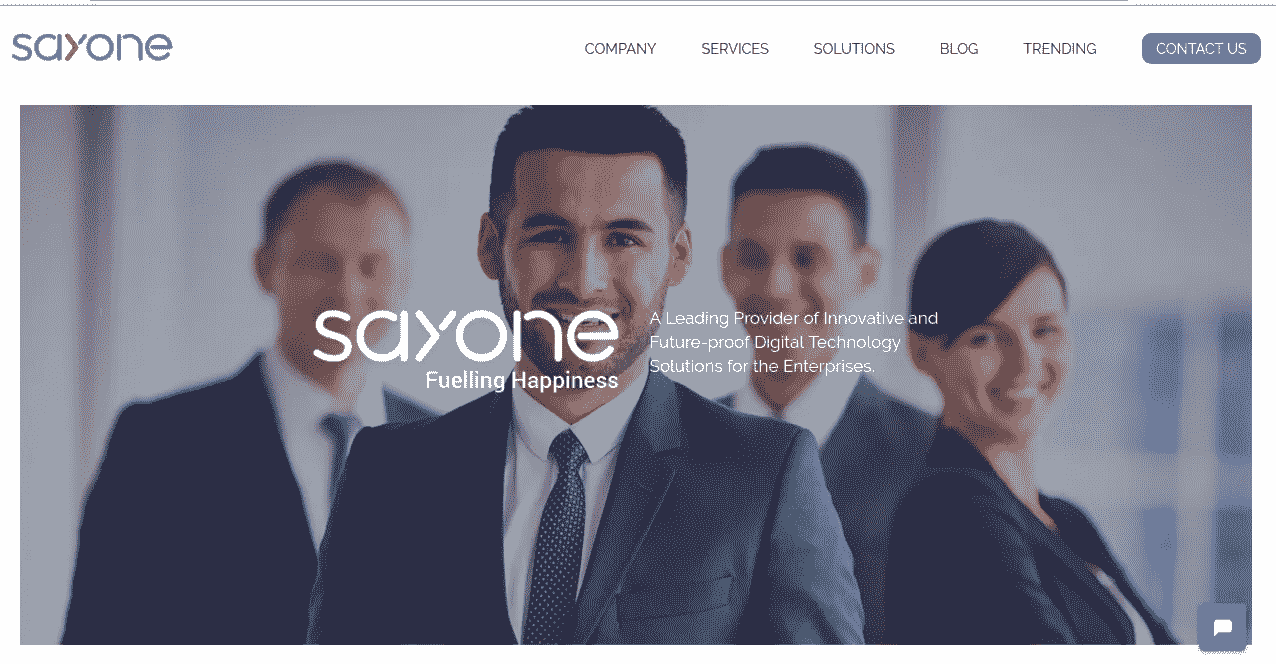 sayone
COMPANY
SERVICES
SOLUTIONS
BLOG
TRENDING
CONTACT US
sayone
Fuelling Happiness
A Leading Provider of Innovative and
Future-proof Digital Technology
Solutions for the Enterprises.